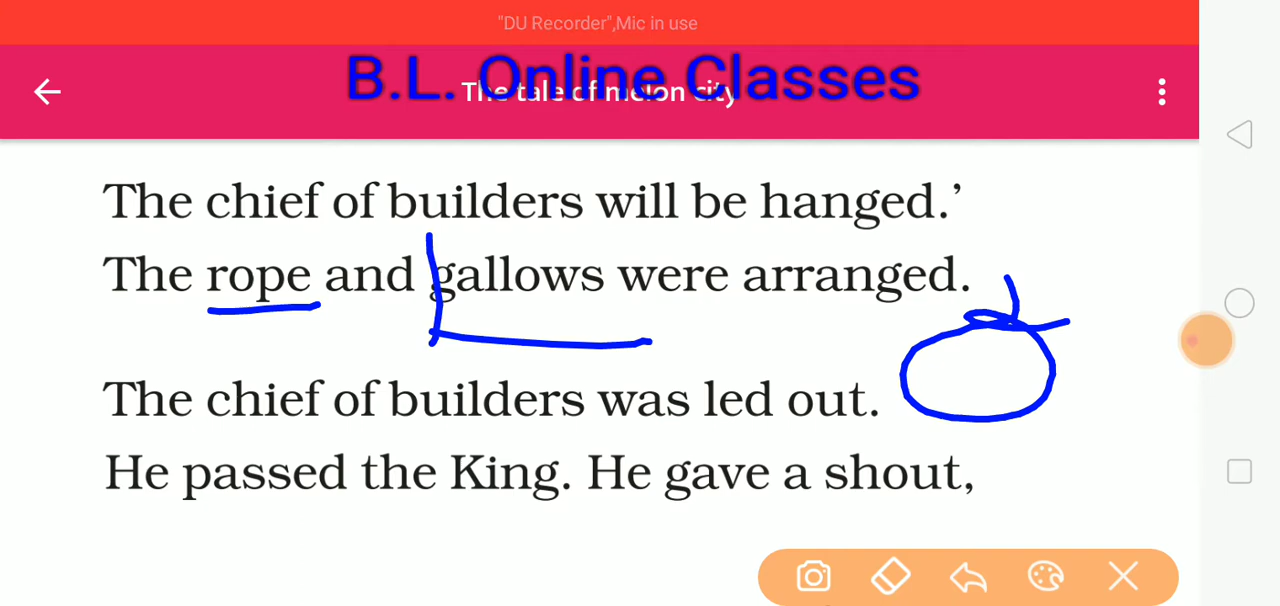 "DU Recorder",Mic in use
B.L. Online Classes
The tale of melon city
The chief of builders will be hanged.’
The rope and gallows were arranged.
The chief of builders was led out.
He passed the King. He gave a shout,